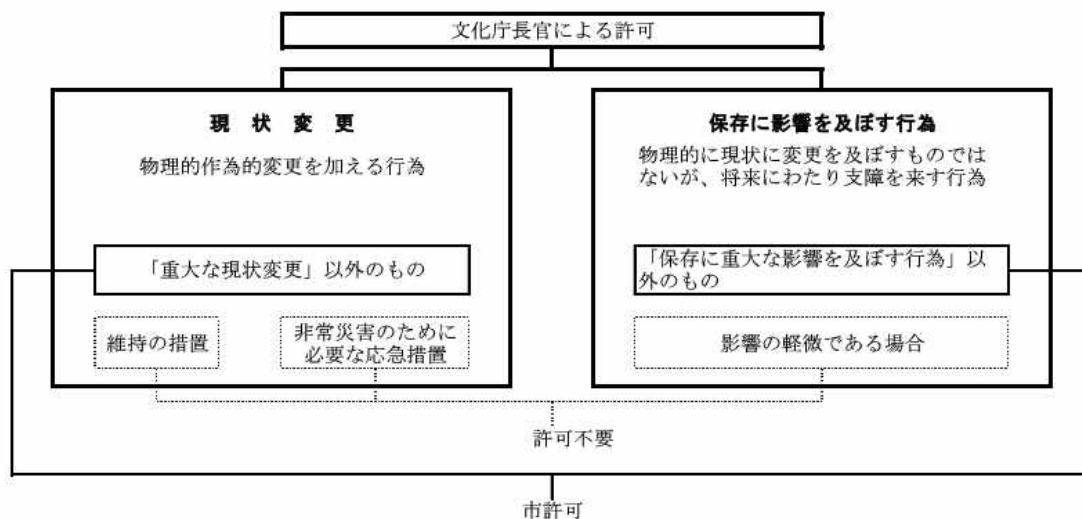 文化庁長官による許可
現状変更
物理的作為的変更を加える行為
「重大な現状変更」以外のもの
維持の措置
非常災害のために
必要な応急措置
保存に影響を及ぼす行為
物理的に現状に変更を及ぼすものでは
ないが、将来にわたり支障を来す行為
「保存に重大な影響を及ぼす行為」以
外のもの
影響の軽微である場合
許可不要
市許可